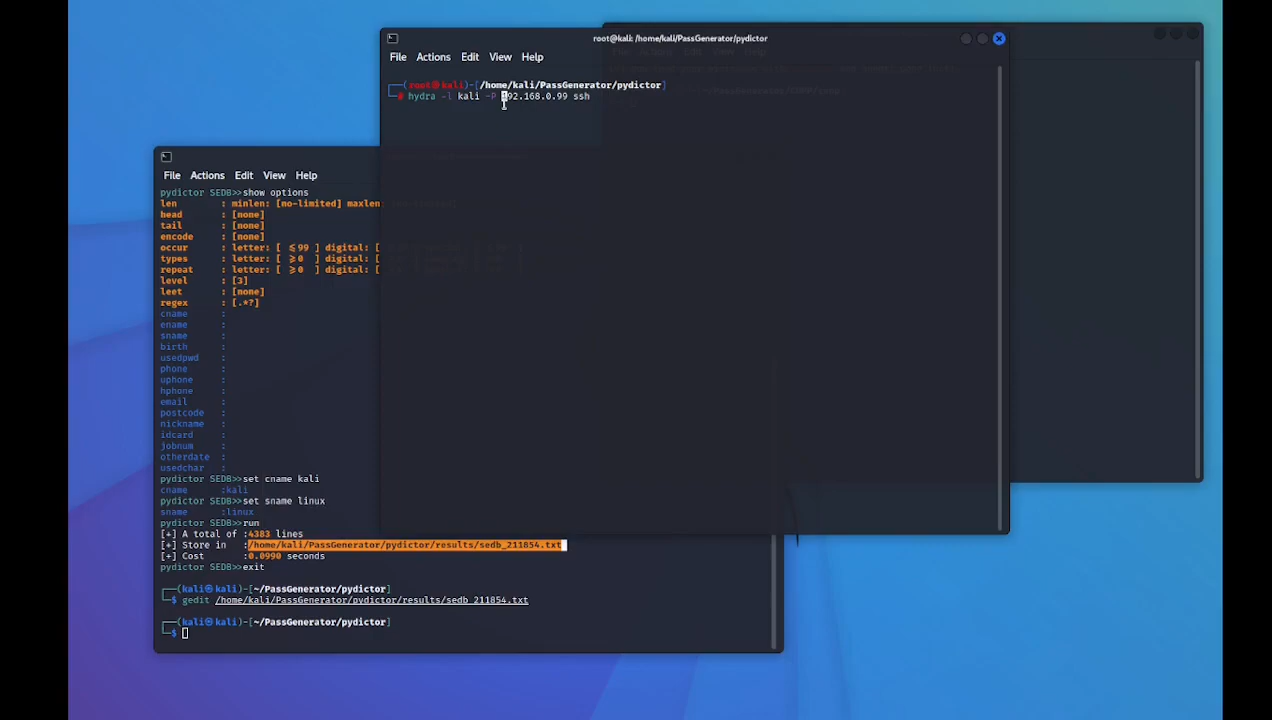 root@kali: /home/kali/PassGenerator/pydictor
File Actions Edit View Help
┌──(root㉿kali)-[/home/kali/PassGenerator/pydictor]
└─# hydra -l kali -P 192.168.0.99 ssh
File Actions Edit View Help
pydictor SEDB>>show options
len : minlen: [no-limited] maxlen: [no-limited]
head : [none]
tail : [none]
encode : [none]
occur : letter: [ ≤99 ] digital: [
types : letter: [ ≥0 ] digital: [
repeat : letter: [ ≥0 ] digital: [
level : [3]
leet : [none]
regex : [.*?]
cname :
ename :
sname :
birth :
usedpwd :
phone :
uphone :
hphone :
email :
postcode :
nickname :
idcard :
jobnum :
otherdate :
usedchar :
pydictor SEDB>>set cname kali
cname :kali
pydictor SEDB>>set sname linux
sname :linux
pydictor SEDB>>run
[+] A total of :4383 lines
[+] Store in :/home/kali/PassGenerator/pydictor/results/sedb_211854.txt
[+] Cost :0.0990 seconds
pydictor SEDB>>exit
┌──(kali㉿kali)-[~/PassGenerator/pydictor]
└─$ gedit /home/kali/PassGenerator/pydictor/results/sedb_211854.txt
┌──(kali㉿kali)-[~/PassGenerator/pydictor]
└─$